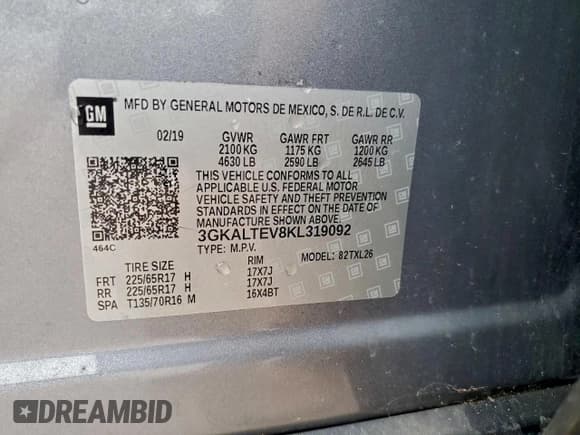 GM
MFD BY GENERAL MOTORS DE MEXICO, S. DE R.L. DE C.V.
02/19 GVWR GAWR FRT GAWR RR
2100 KG 1175 KG 1200 KG
4630 LB 2590 LB 2645 LB
THIS VEHICLE CONFORMS TO ALL
APPLICABLE U.S. FEDERAL MOTOR
VEHICLE SAFETY AND THEFT PREVENTION
STANDARDS IN EFFECT ON THE DATE OF
MANUFACTURE SHOWN ABOVE.
464C
3GKALTEV8KL319092
TYPE: M.P.V. MODEL: 82TXL26
TIRE SIZE RIM
FRT 225/65R17 H 17X7J
RR 225/65R17 H 17X7J
SPA T135/70R16 M 16X4BT
DREAMBID